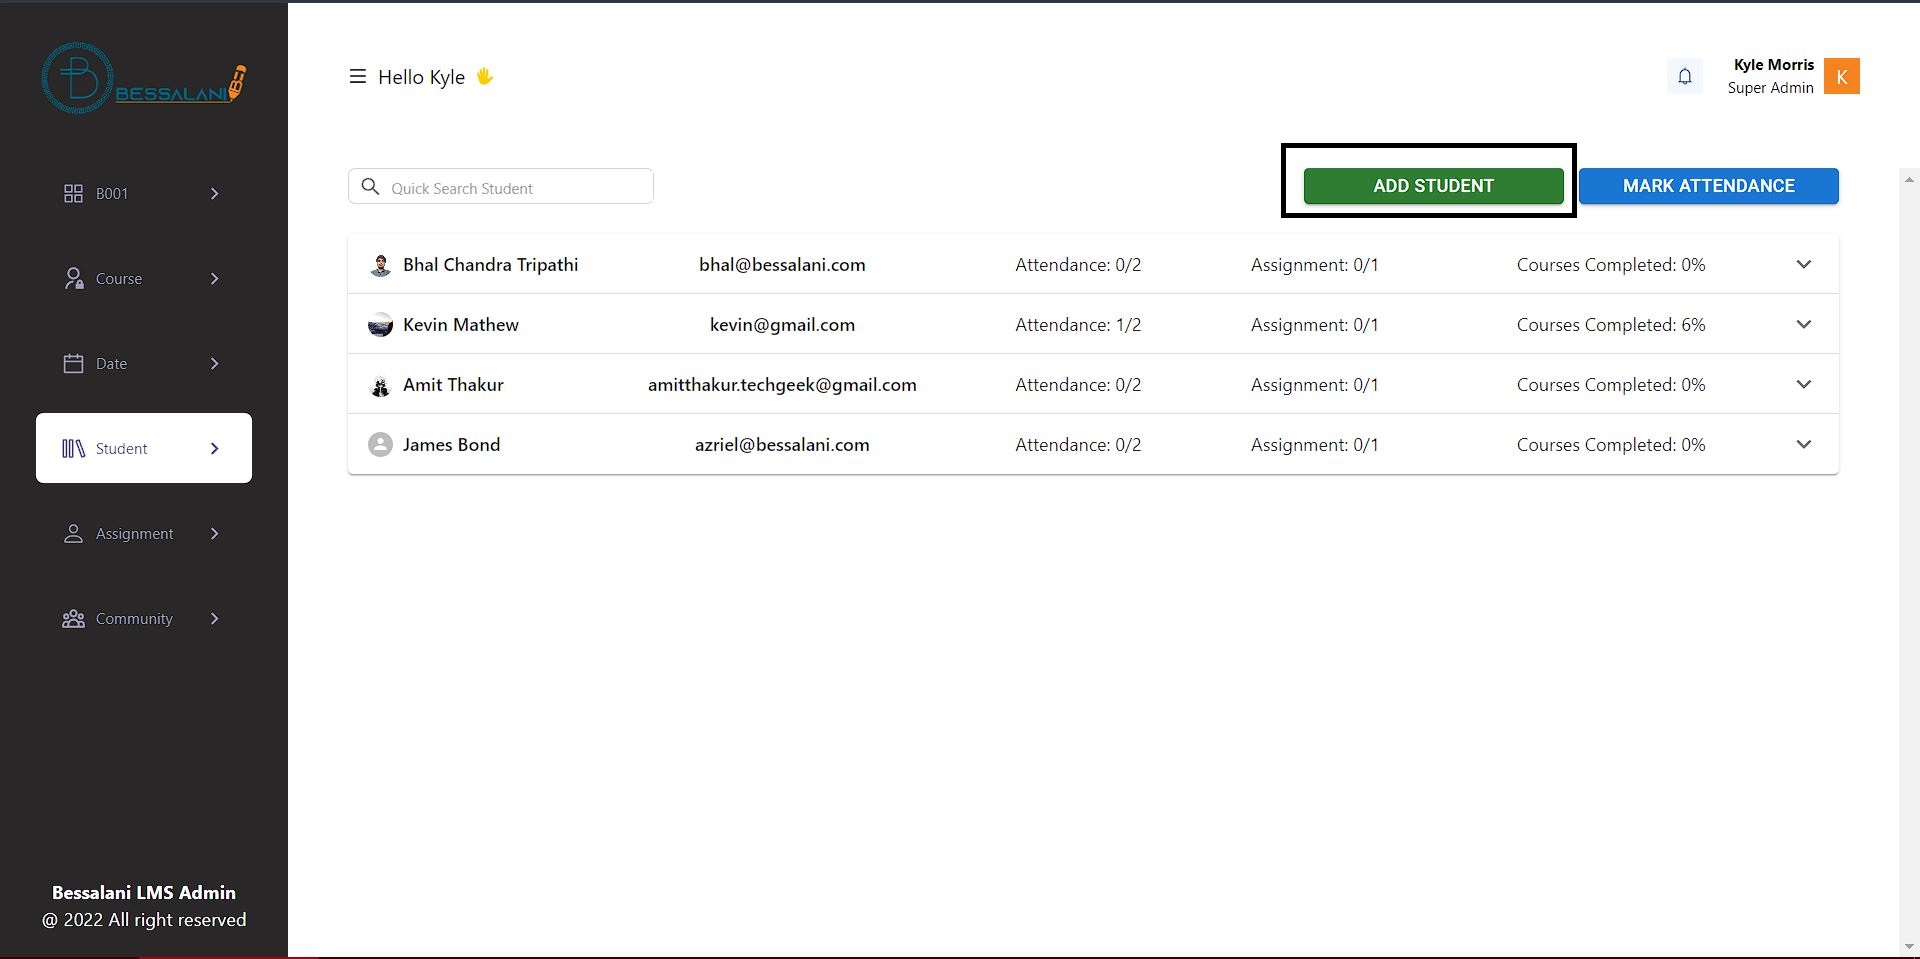 BESSALANI
Hello Kyle
Kyle Morris
Super Admin
K
B001
Course
Date
Student
Assignment
Community
Bessalani LMS Admin
@ 2022 All right reserved
Quick Search Student
ADD STUDENT
MARK ATTENDANCE
Bhal Chandra Tripathi bhal@bessalani.com Attendance: 0/2 Assignment: 0/1 Courses Completed: 0%
Kevin Mathew kevin@gmail.com Attendance: 1/2 Assignment: 0/1 Courses Completed: 6%
Amit Thakur amitthakur.techgeek@gmail.com Attendance: 0/2 Assignment: 0/1 Courses Completed: 0%
James Bond azriel@bessalani.com Attendance: 0/2 Assignment: 0/1 Courses Completed: 0%